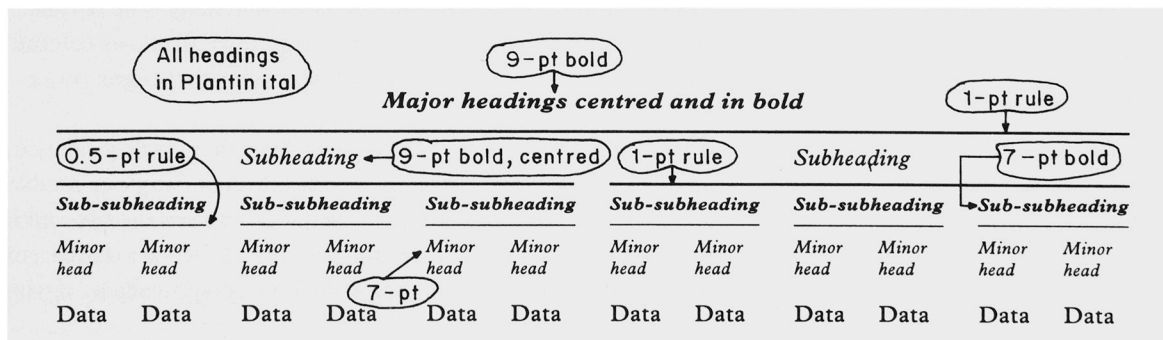 All headings
in Plantin ital
9-pt bold
Major headings centred and in bold
1-pt rule
0.5-pt rule
Subheading
9-pt bold, centred
1-pt rule
Subheading
7-pt bold
Sub-subheading Sub-subheading Sub-subheading Sub-subheading Sub-subheading Sub-subheading
Minor Minor Minor Minor Minor Minor Minor Minor Minor Minor Minor Minor
head head head head head head head head head head head head
7-pt
Data Data Data Data Data Data Data Data Data Data Data Data